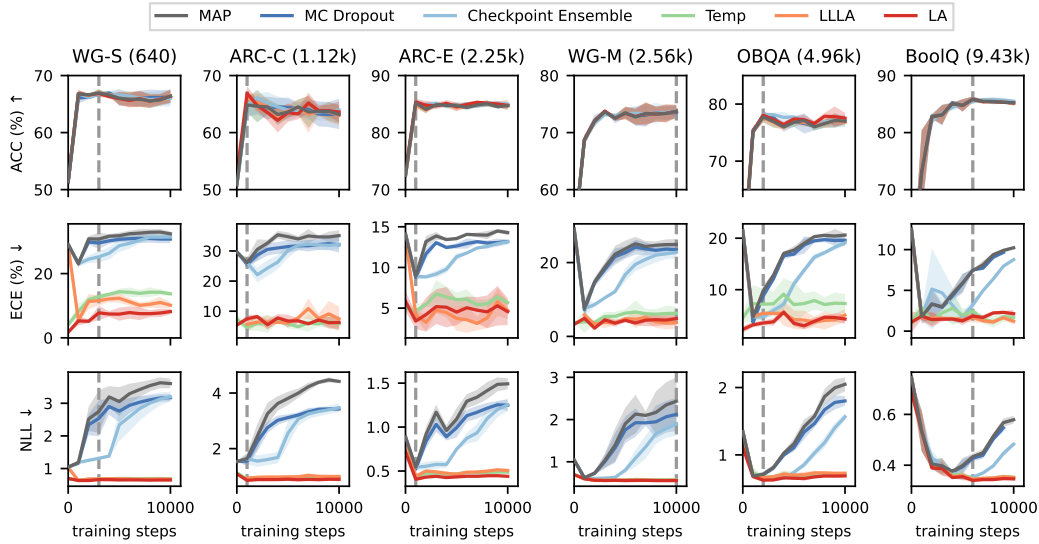 MAP MC Dropout Checkpoint Ensemble Temp LLLA LA
WG-S (640) ARC-C (1.12k) ARC-E (2.25k) WG-M (2.56k) OBQA (4.96k) BoolQ (9.43k)
ACC (%) ↑
70 60 50
70 60 50
90 80 70
80 70 60
80 70
90 80 70
ECE (%) ↓
20 0
30 20 10 0
15 10 5
20 0
20 10
10 5 0
NLL ↓
3 2 1
4 2
1.5 1.0 0.5
3 2 1
2 1
0.6 0.4
0 10000 0 10000 0 10000 0 10000 0 10000 0 10000
training steps training steps training steps training steps training steps training steps